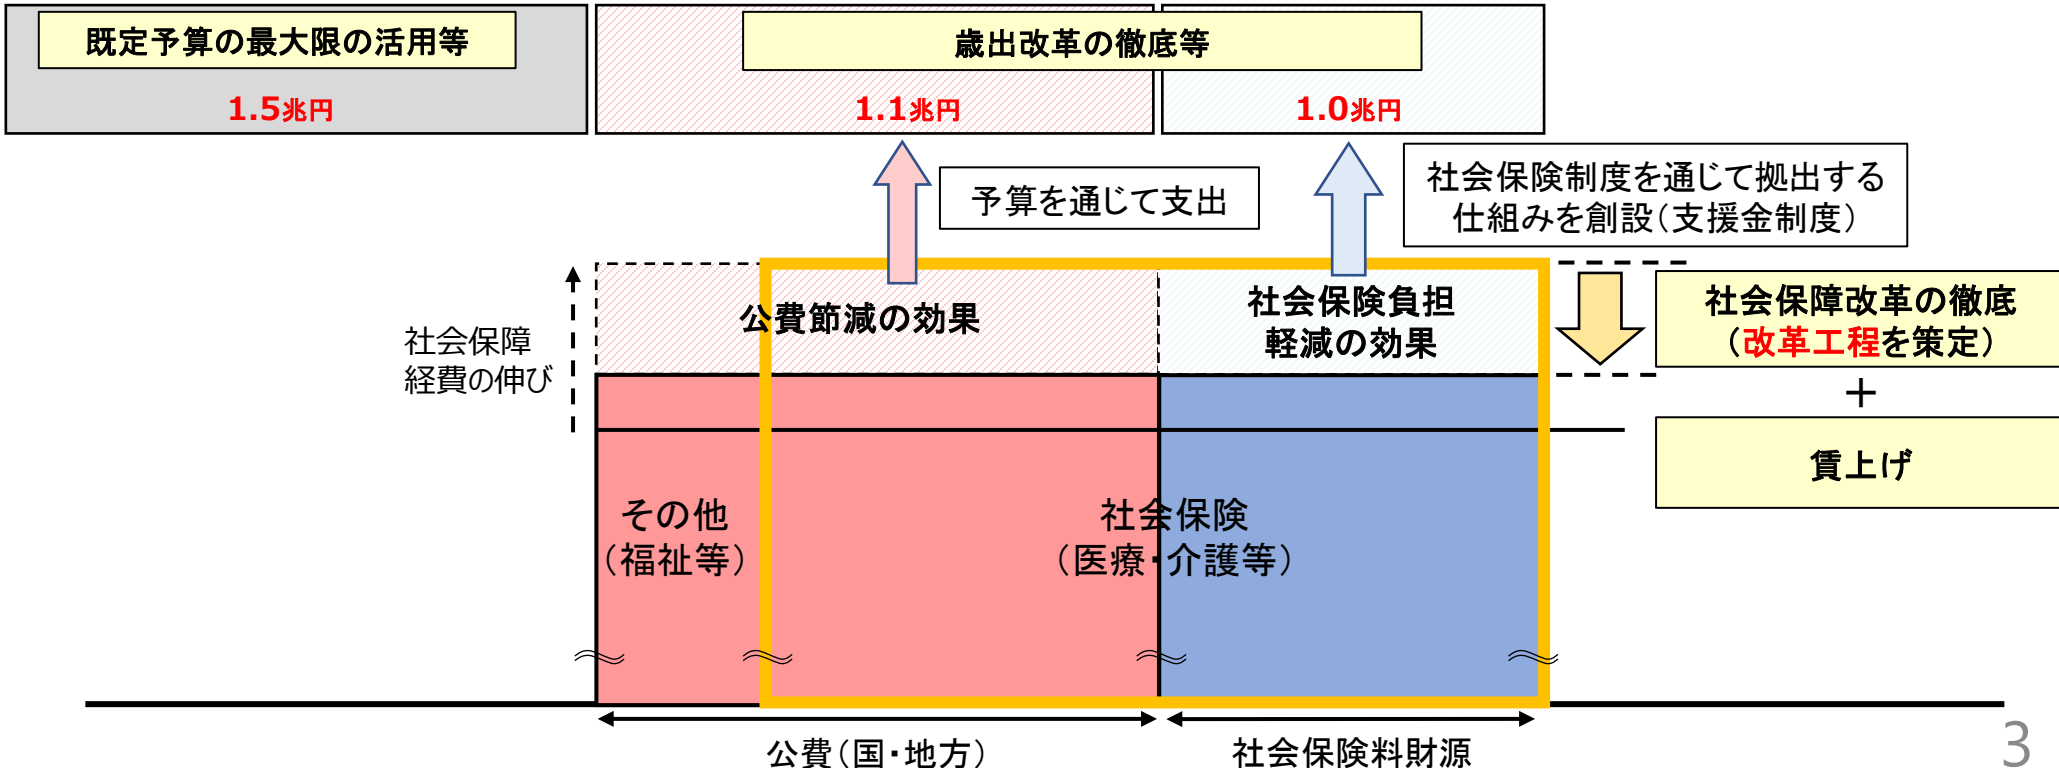 既定予算の最大限の活用等
1.5兆円
歳出改革の徹底等
1.1兆円
1.0兆円
予算を通じて支出
社会保険制度を通じて拠出する
仕組みを創設（支援金制度）
社会保障
経費の伸び
公費節減の効果
社会保険負担
軽減の効果
社会保障改革の徹底
（改革工程を策定）
＋
賃上げ
その他
（福祉等）
社会保険
（医療・介護等）
公費（国・地方）
社会保険料財源
3